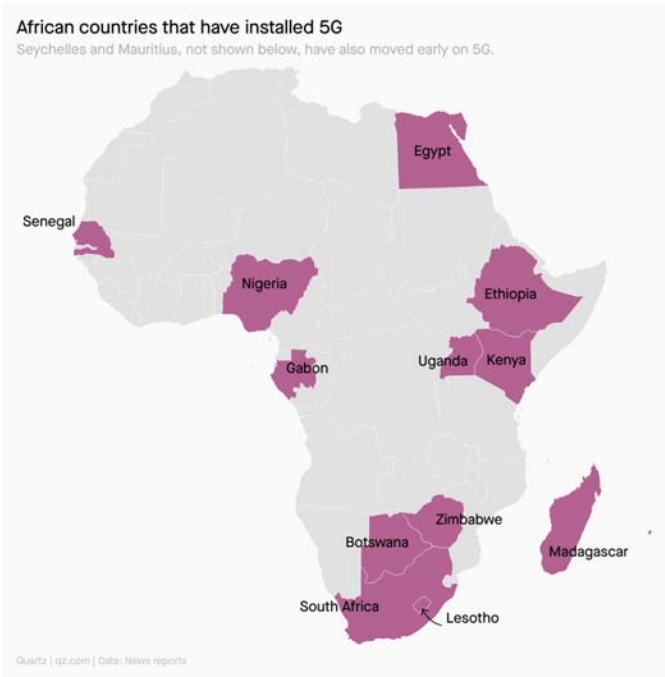 African countries that have installed 5G
Seychelles and Mauritius, not shown below, have also moved early on 5G.
Egypt
Senegal
Nigeria
Ethiopia
Gabon
Uganda
Kenya
Zimbabwe
Botswana
Madagascar
South Africa
Lesotho
Quartz | qz.com | Data: News reports